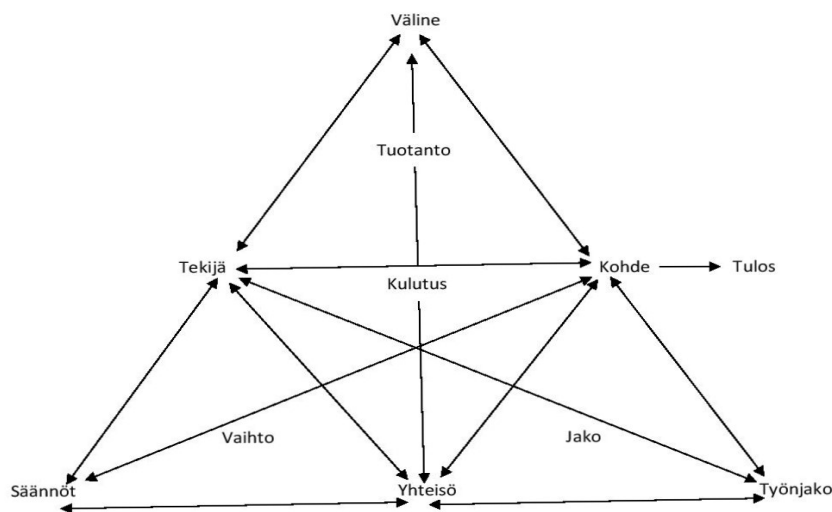 Väline
Tuotanto
Tekijä
Kohde
Tulos
Kulutus
Vaihto
Jako
Säännöt
Yhteisö
Työnjako